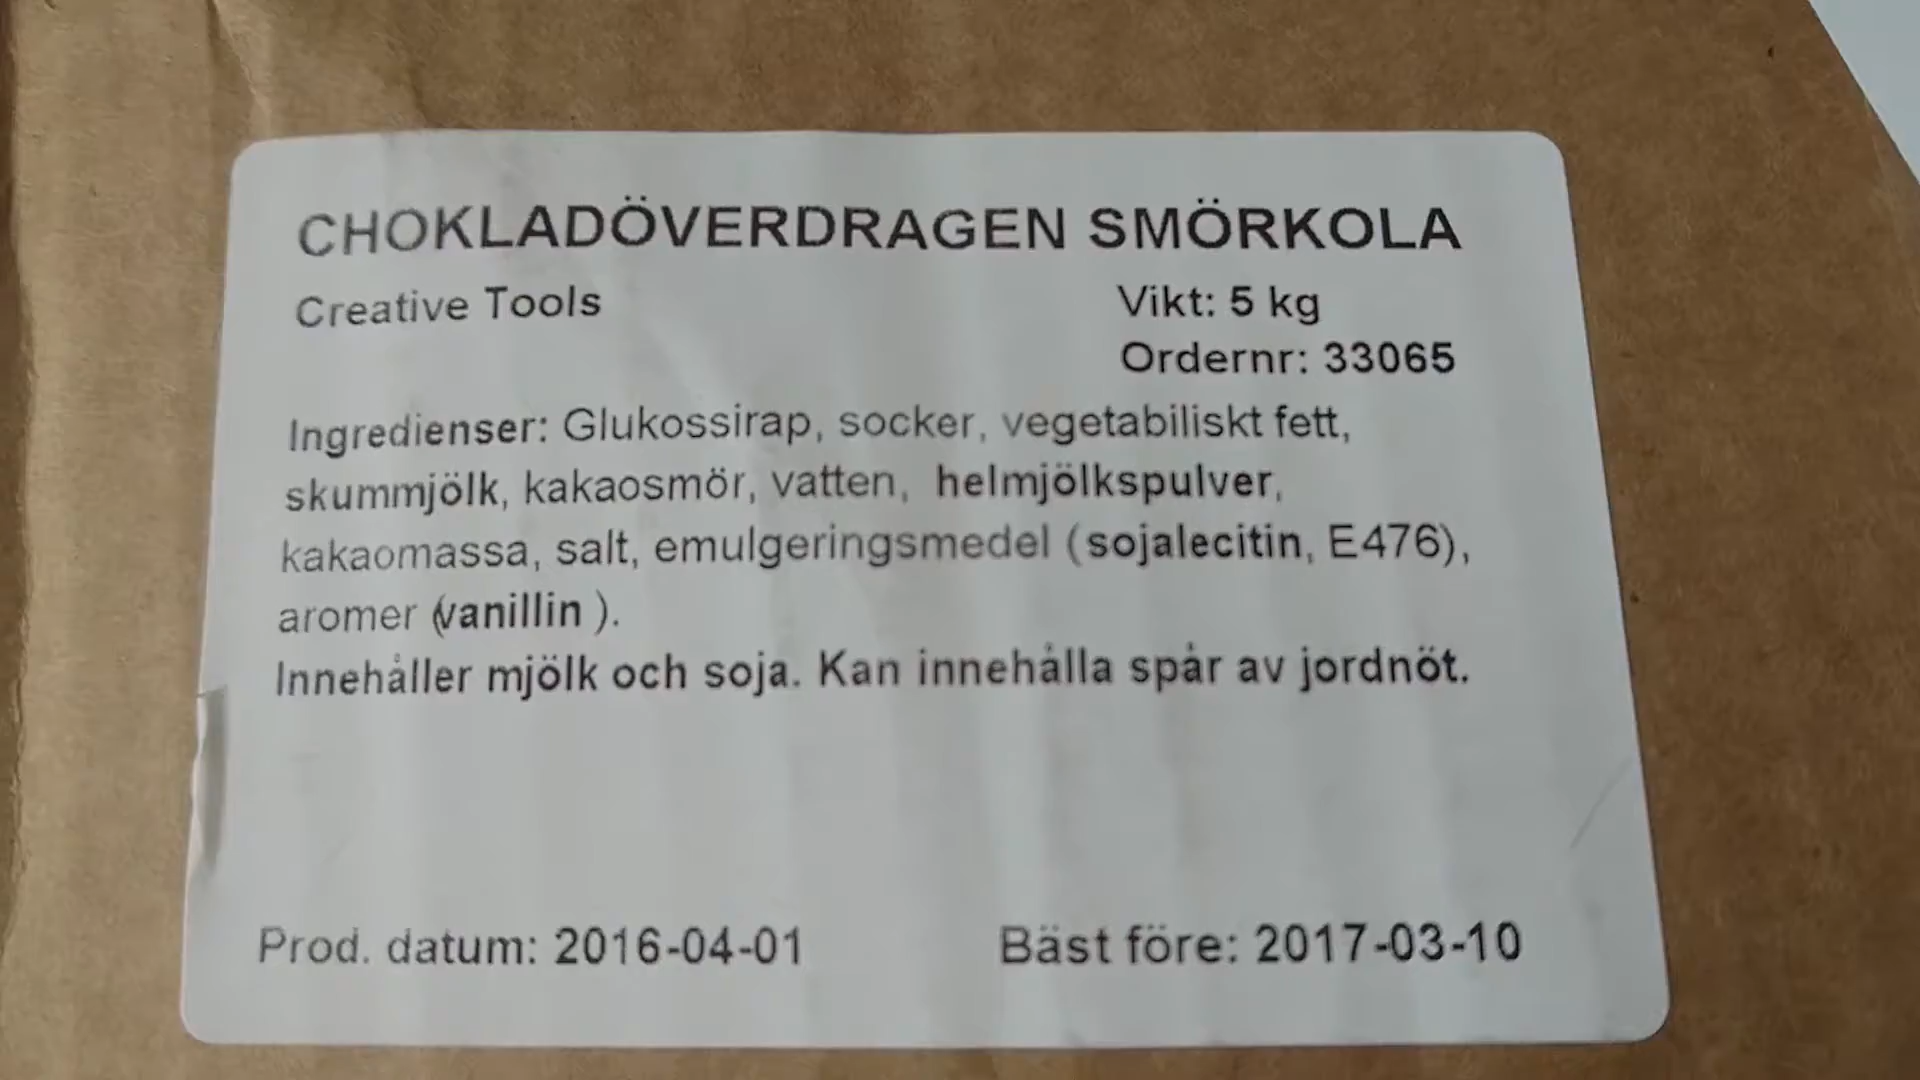 CHOKLADÖVERDRAGEN SMÖRKOLA
Creative Tools
Vikt: 5 kg
Ordernr: 33065
Ingredienser: Glukossirap, socker, vegetabiliskt fett,
skummjölk, kakaosmör, vatten, helmjölkspulver,
kakaomassa, salt, emulgeringsmedel (sojalecitin, E476),
aromer (vanillin ).
Innehåller mjölk och soja. Kan innehålla spår av jordnöt.
Prod. datum: 2016-04-01
Bäst före: 2017-03-10